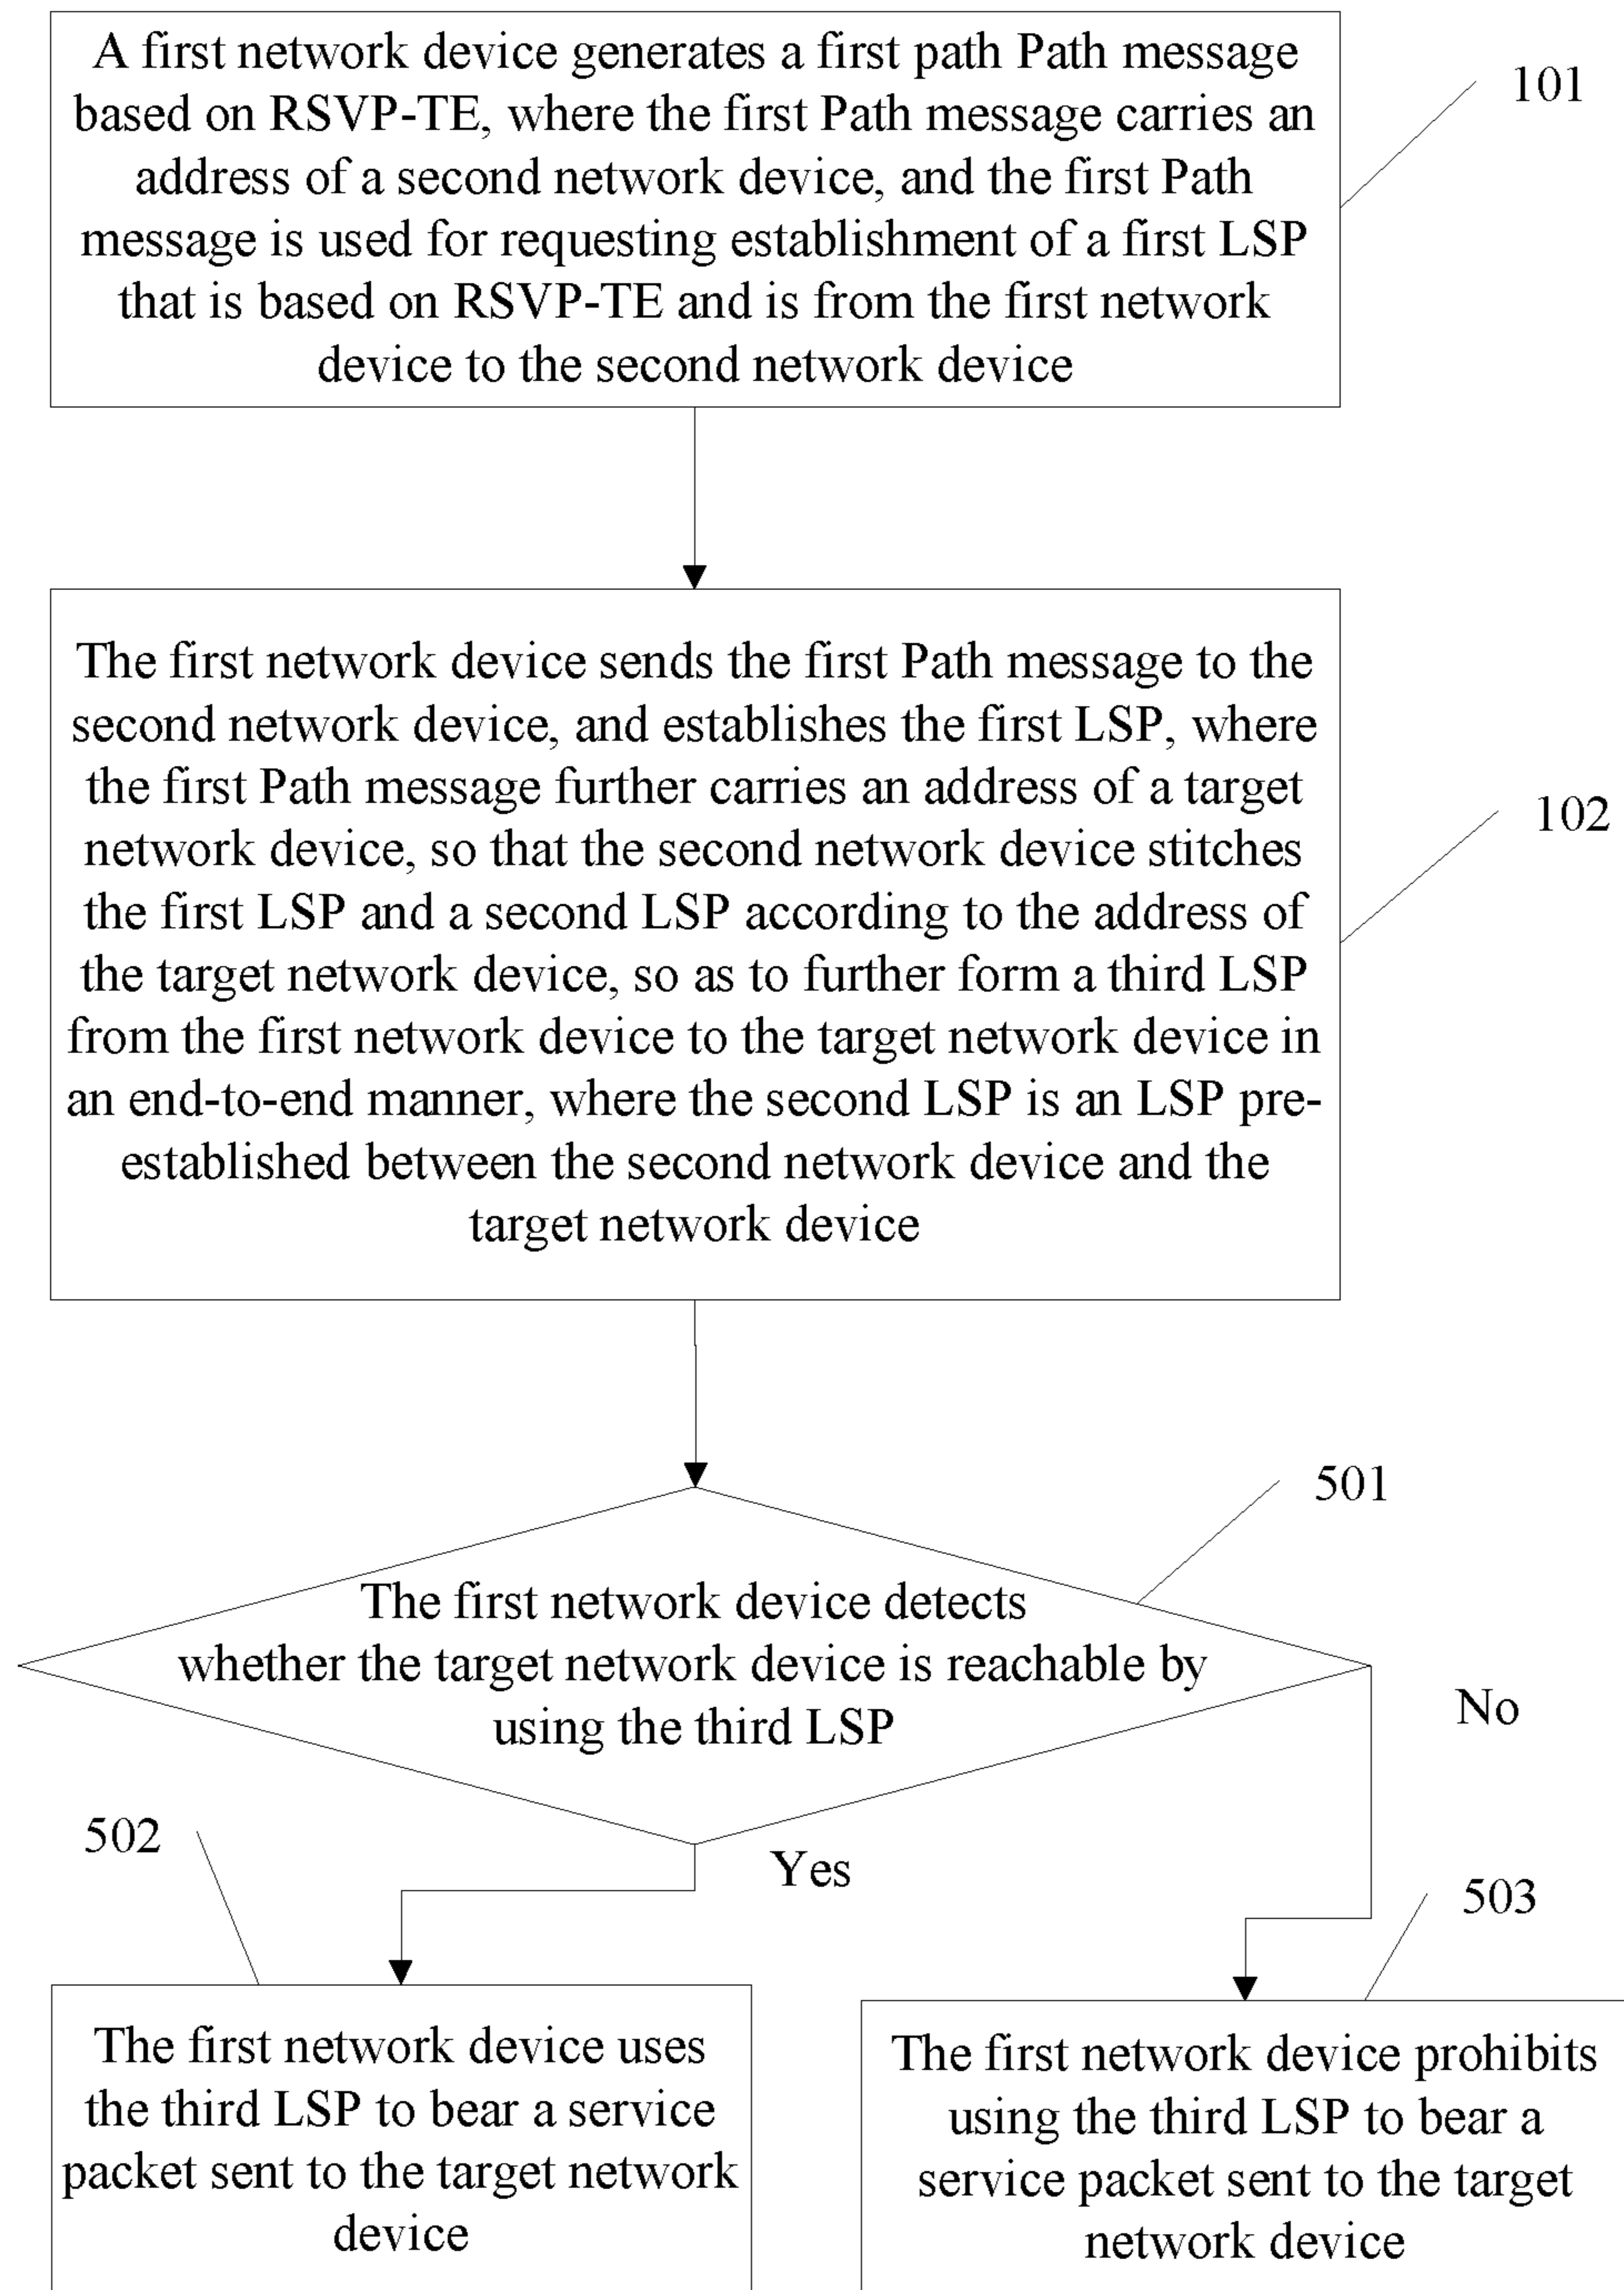 A first network device generates a first path Path message
based on RSVP-TE, where the first Path message carries an
address of a second network device, and the first Path
message is used for requesting establishment of a first LSP
that is based on RSVP-TE and is from the first network
device to the second network device
101
The first network device sends the first Path message to the
second network device, and establishes the first LSP, where
the first Path message further carries an address of a target
network device, so that the second network device stitches
the first LSP and a second LSP according to the address of
the target network device, so as to further form a third LSP
from the first network device to the target network device in
an end-to-end manner, where the second LSP is an LSP pre-
established between the second network device and the
target network device
102
501
The first network device detects
whether the target network device is reachable by
using the third LSP
No
502
Yes
503
The first network device uses
the third LSP to bear a service
packet sent to the target network
device
The first network device prohibits
using the third LSP to bear a
service packet sent to the target
network device